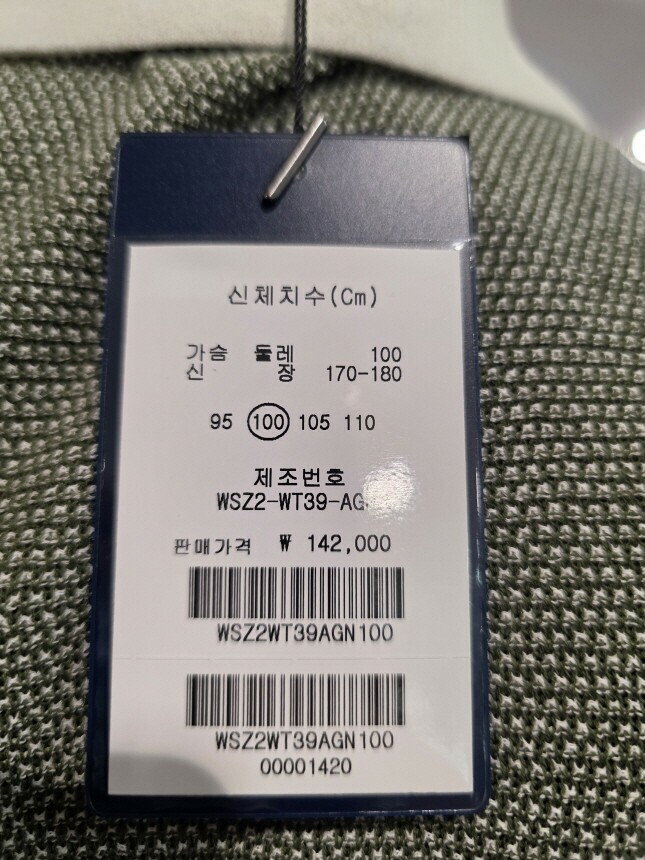 신체치수(Cm)
가슴 둘레 100
신 장 170-180
95 100 105 110
제조번호
판매가격 ₩ 142,000
WSZ2WT39AGN100
WSZ2WT39AGN100
00001420